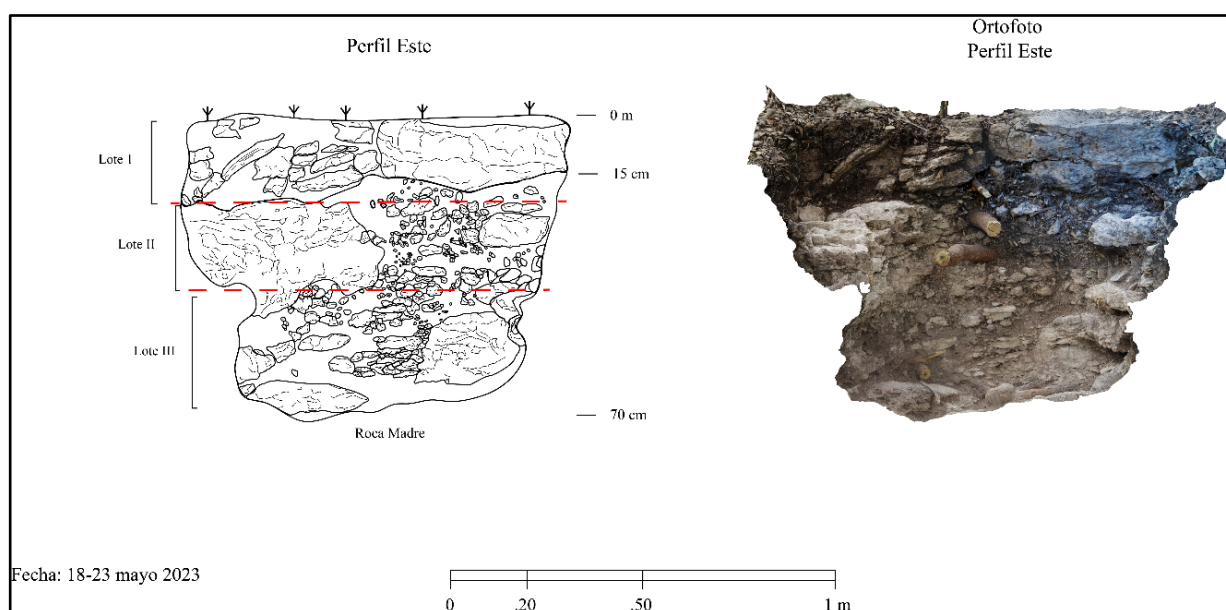 Perfil Este
Ortofoto
Perfil Este
0 m
Lote I
15 cm
Lote II
Lote III
70 cm
Roca Madre
Fecha: 18-23 mayo 2023
0 .20 .50 1 m